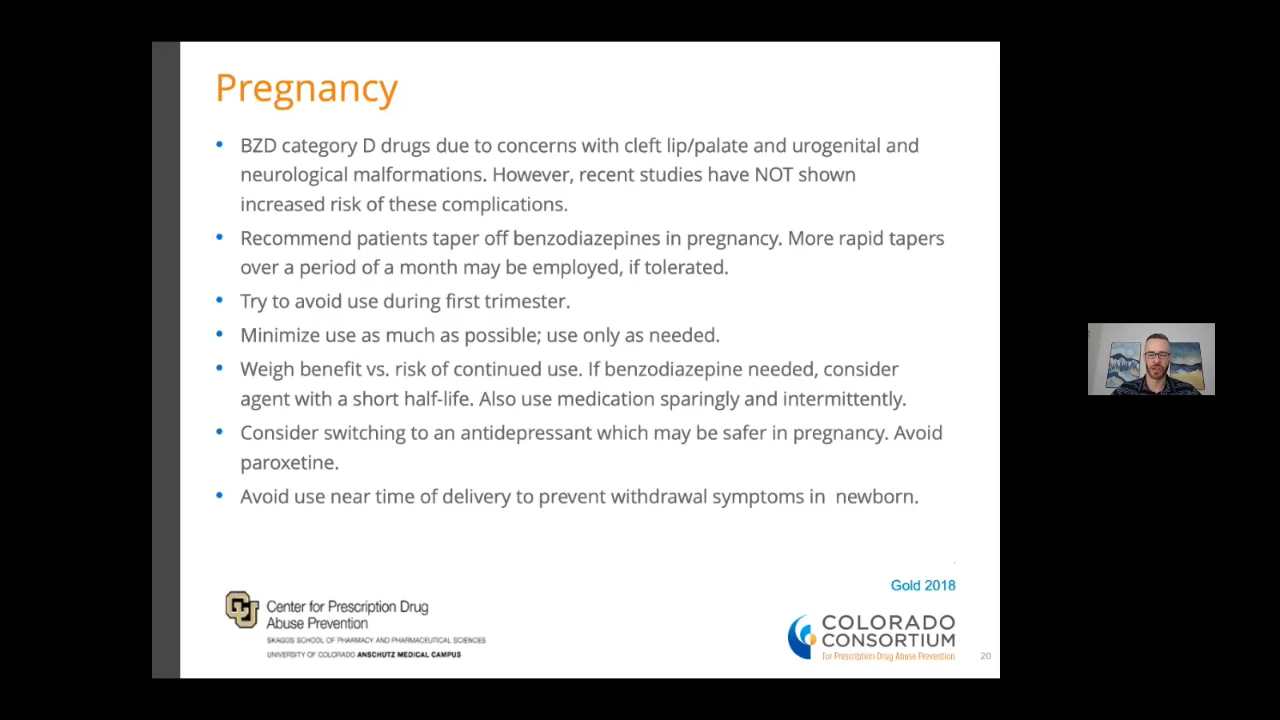 Pregnancy
• BZD category D drugs due to concerns with cleft lip/palate and urogenital and
neurological malformations. However, recent studies have NOT shown
increased risk of these complications.
• Recommend patients taper off benzodiazepines in pregnancy. More rapid tapers
over a period of a month may be employed, if tolerated.
• Try to avoid use during first trimester.
• Minimize use as much as possible; use only as needed.
• Weigh benefit vs. risk of continued use. If benzodiazepine needed, consider
agent with a short half-life. Also use medication sparingly and intermittently.
• Consider switching to an antidepressant which may be safer in pregnancy. Avoid
paroxetine.
• Avoid use near time of delivery to prevent withdrawal symptoms in newborn.
Gold 2018
CU
Center for Prescription Drug
Abuse Prevention
SKAGGS SCHOOL OF PHARMACY AND PHARMACEUTICAL SCIENCES
UNIVERSITY OF COLORADO ANSCHUTZ MEDICAL CAMPUS
COLORADO
CONSORTIUM
for Prescription Drug Abuse Prevention
20